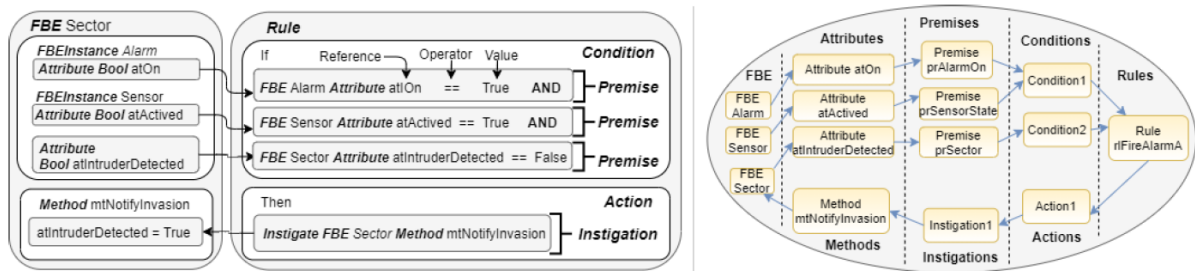 FBE Sector
FBEInstance Alarm
Attribute Bool atOn
FBEInstance Sensor
Attribute Bool atActived
Attribute
Bool atIntruderDetected
Method mtNotifyInvasion
atIntruderDetected = True
Rule
If
Reference
Operator
Value
Condition
FBE Alarm Attribute atIOn == True AND
Premise
FBE Sensor Attribute atActived == True AND
Premise
FBE Sector Attribute atIntruderDetected == False
Premise
Then
Action
Instigate FBE Sector Method mtNotifyInvasion
Instigation
Premises
Attributes
Conditions
FBE
Rules
Attribute atOn
Premise
prAlarmOn
Condition1
FBE
Alarm
Attribute
atActived
Premise
prSensorState
FBE
Sensor
Attribute
atIntruderDetected
Premise
prSector
Condition2
Rule
rlFireAlarmA
FBE
Sector
Method
mtNotifyInvasion
Instigation1
Action1
Methods
Instigations
Actions